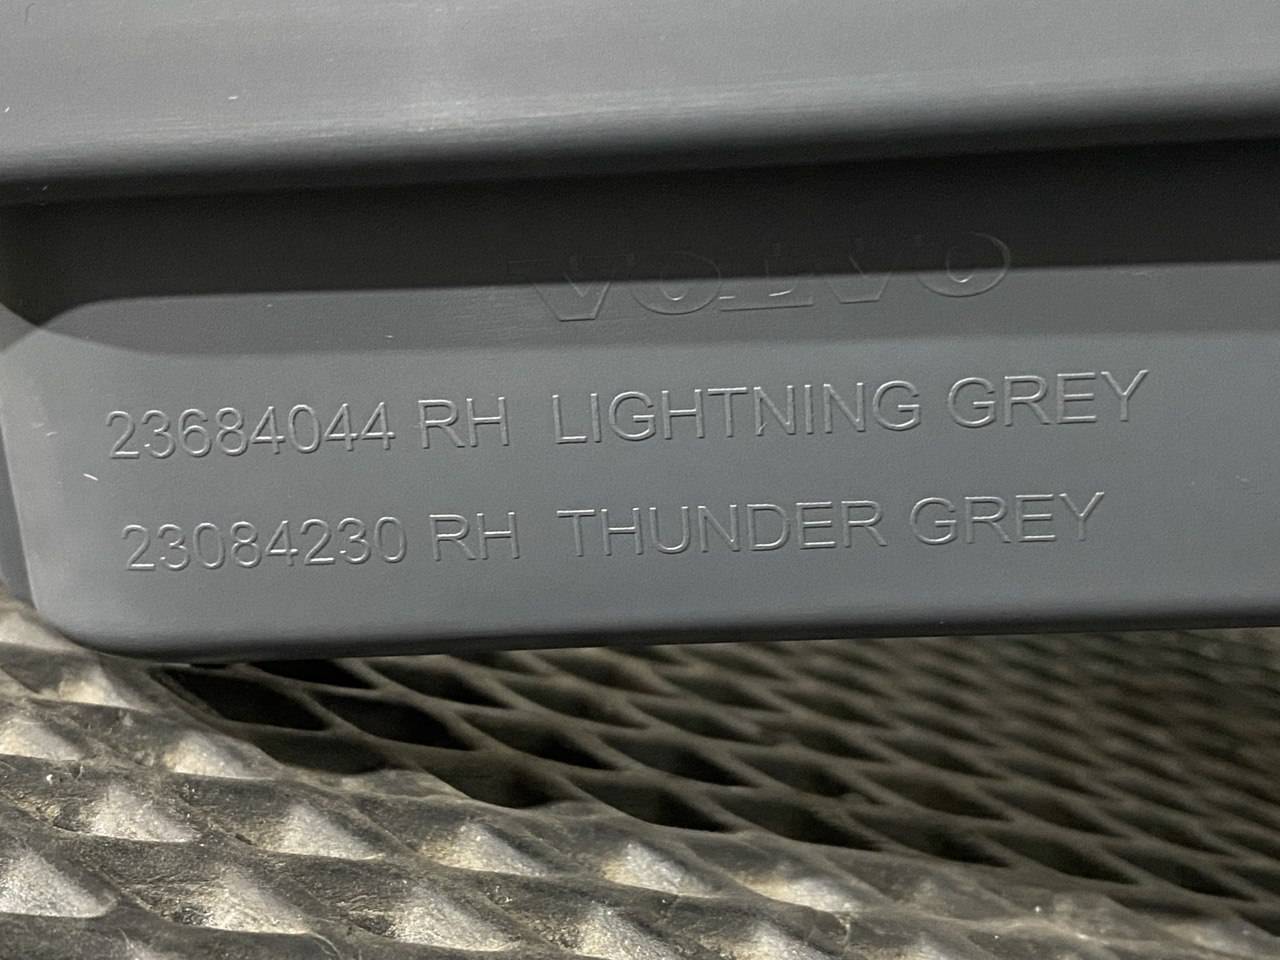 VOLVO
23684044 RH LIGHTNING GREY
23084230 RH THUNDER GREY